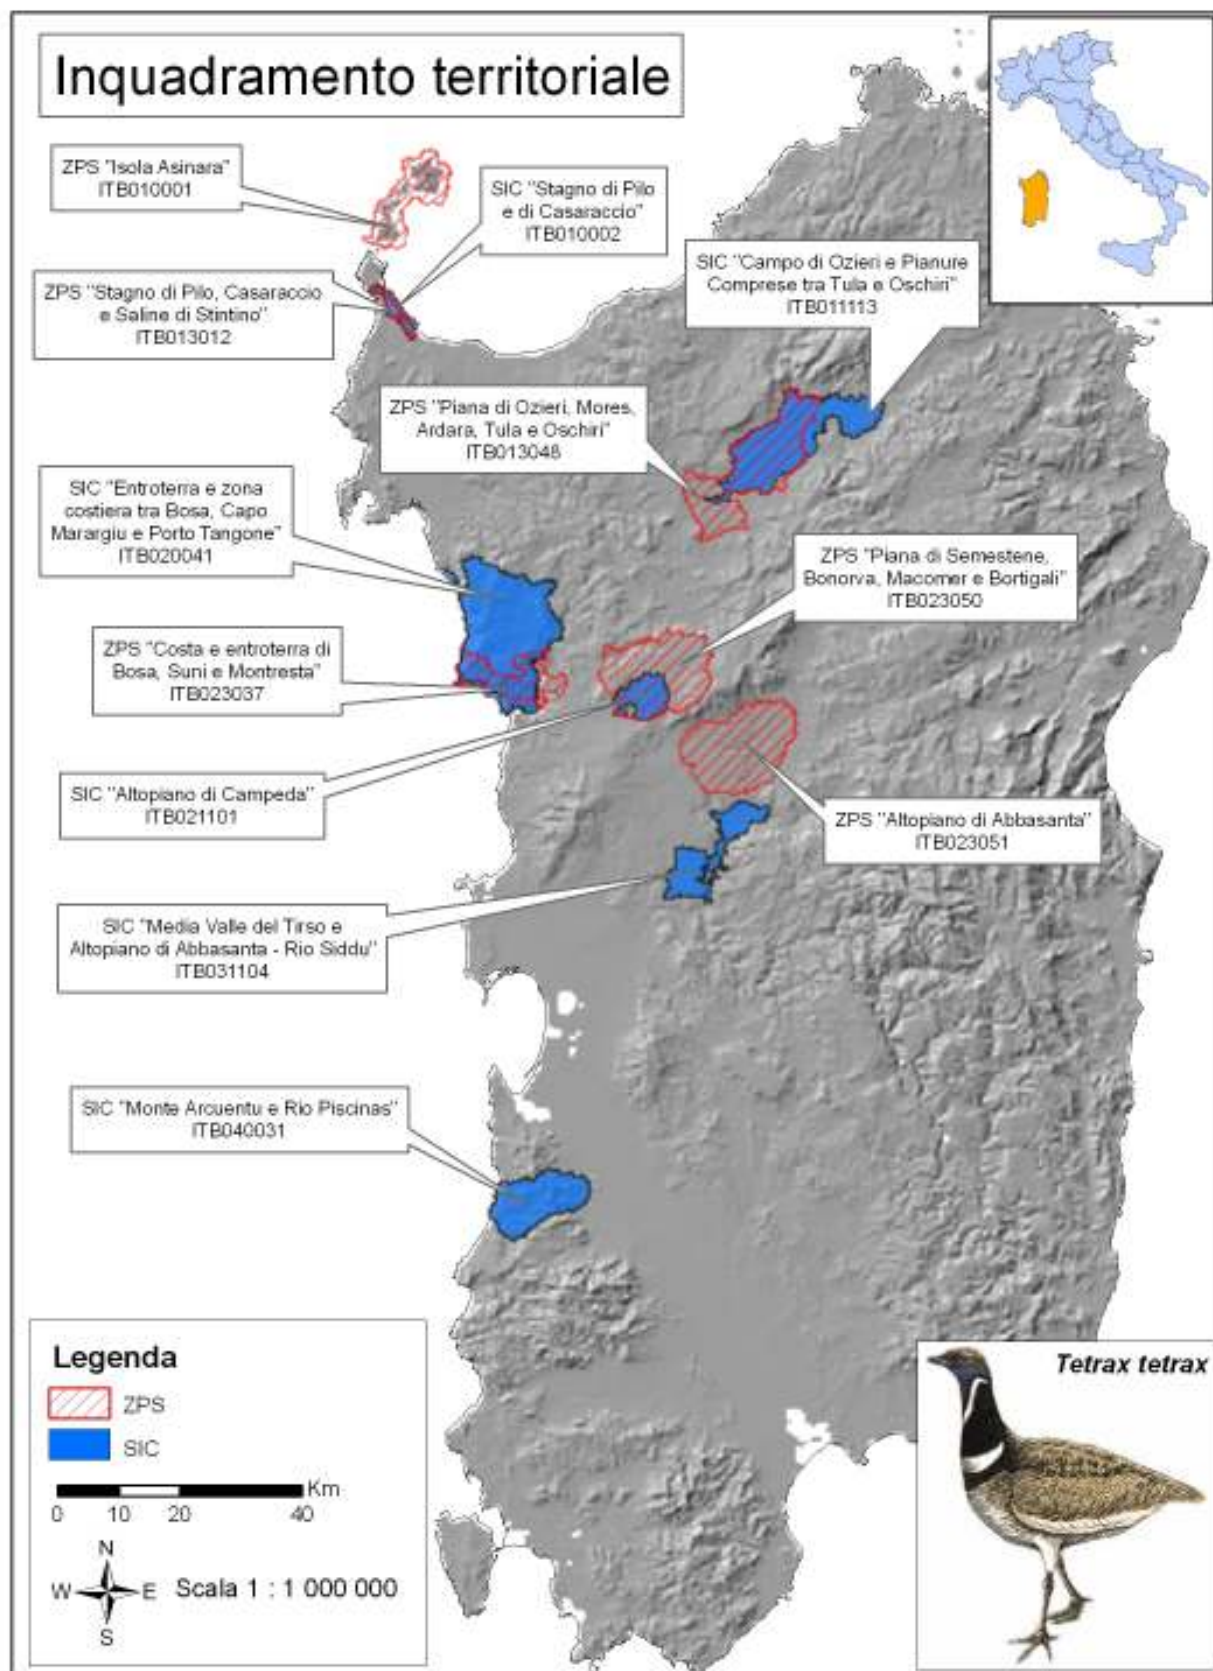 Inquadramento territoriale
ZPS "Isola Asinara"
ITB010001
SIC "Stagno di Pilo
e di Casaraccio"
ITB010002
ZPS "Stagno di Pilo, Casaraccio
e Saline di Stintino"
ITB013012
SIC "Campo di Ozieri e Pianure
Comprese tra Tula e Oschiri"
ITB011113
ZPS "Piana di Ozieri, Mores,
Ardara, Tula e Oschiri"
ITB013048
SIC "Entroterra e zona
costiera tra Bosa, Capo
Marargiu e Porto Tangone"
ITB020041
ZPS "Piana di Semestene,
Bonorva, Macomer e Bortigali"
ITB023050
ZPS "Costa e entroterra di
Bosa, Suni e Montresta"
ITB023037
SIC "Altopiano di Campeda"
ITB021101
ZPS "Altopiano di Abbasanta"
ITB023051
SIC "Media Valle del Tirso e
Altopiano di Abbasanta - Rio Siddu"
ITB031104
SIC "Monte Arcuentu e Rio Piscinas"
ITB040031
Legenda
ZPS
SIC
Km
0 10 20 40
N
W E
S
Scala 1 : 1 000 000
Tetrax tetrax